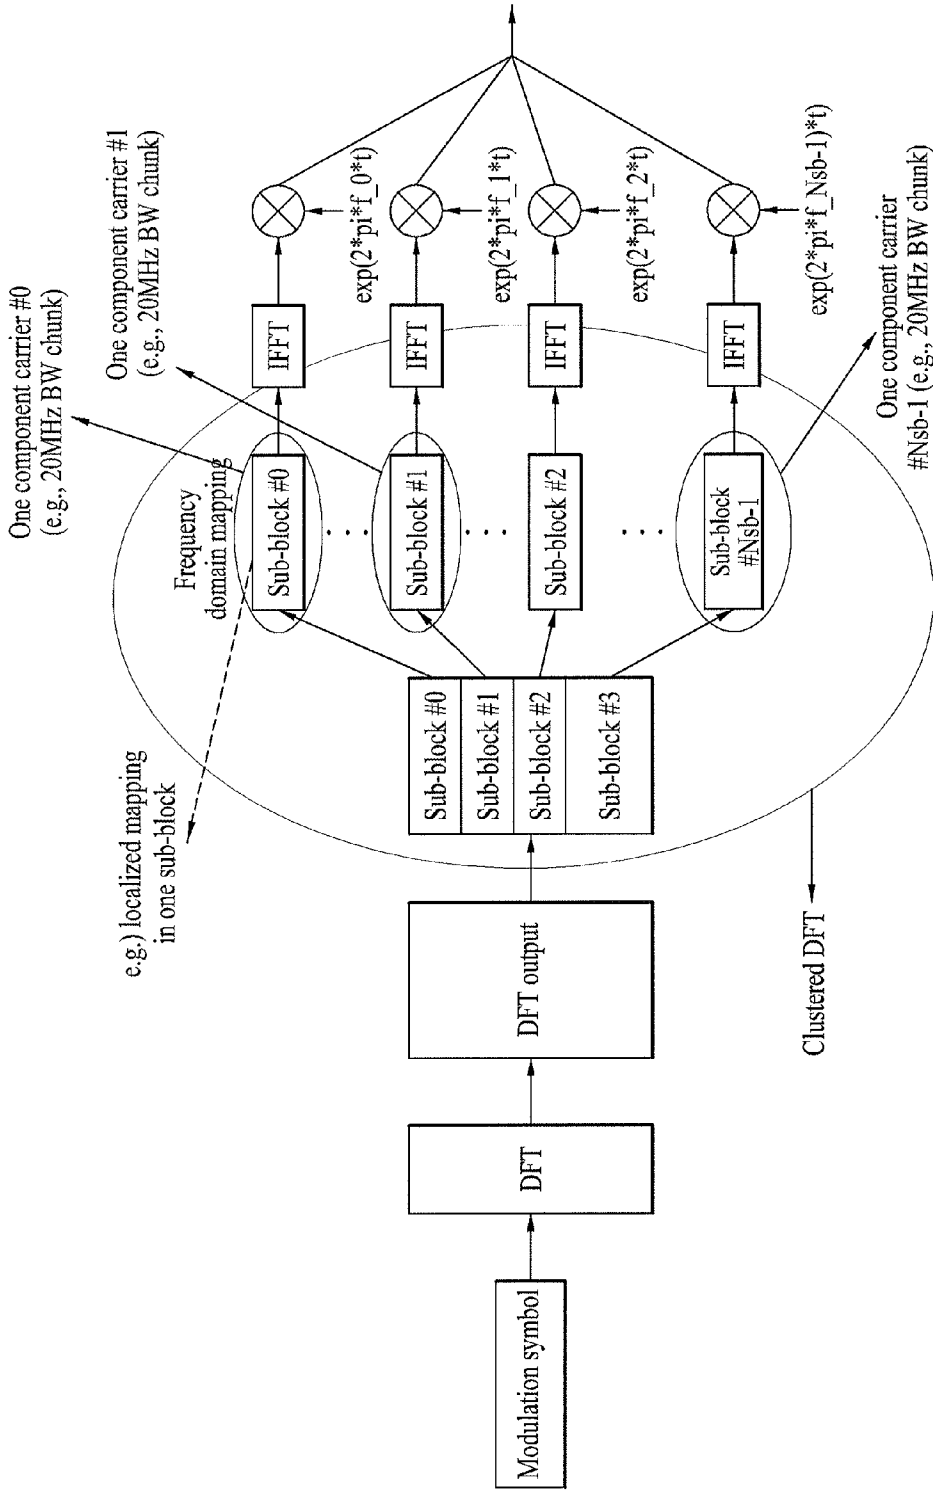 One component carrier #0
(e.g., 20MHz BW chunk)
One component carrier #1
(e.g., 20MHz BW chunk)
e.g.) localized mapping
in one sub-block
Frequency
domain mapping
Modulation symbol
DFT
DFT output
Sub-block #0
Sub-block #1
Sub-block #2
Sub-block #3
Sub-block #0
IFFT
exp(2*pi*f_0*t)
· · ·
Sub-block #1
IFFT
exp(2*pi*f_1*t)
· · ·
Sub-block #2
IFFT
exp(2*pi*f_2*t)
· · ·
Sub-block
#Nsb-1
IFFT
exp(2*pi*f_Nsb-1)*t)
Clustered DFT
One component carrier
#Nsb-1 (e.g., 20MHz BW chunk)